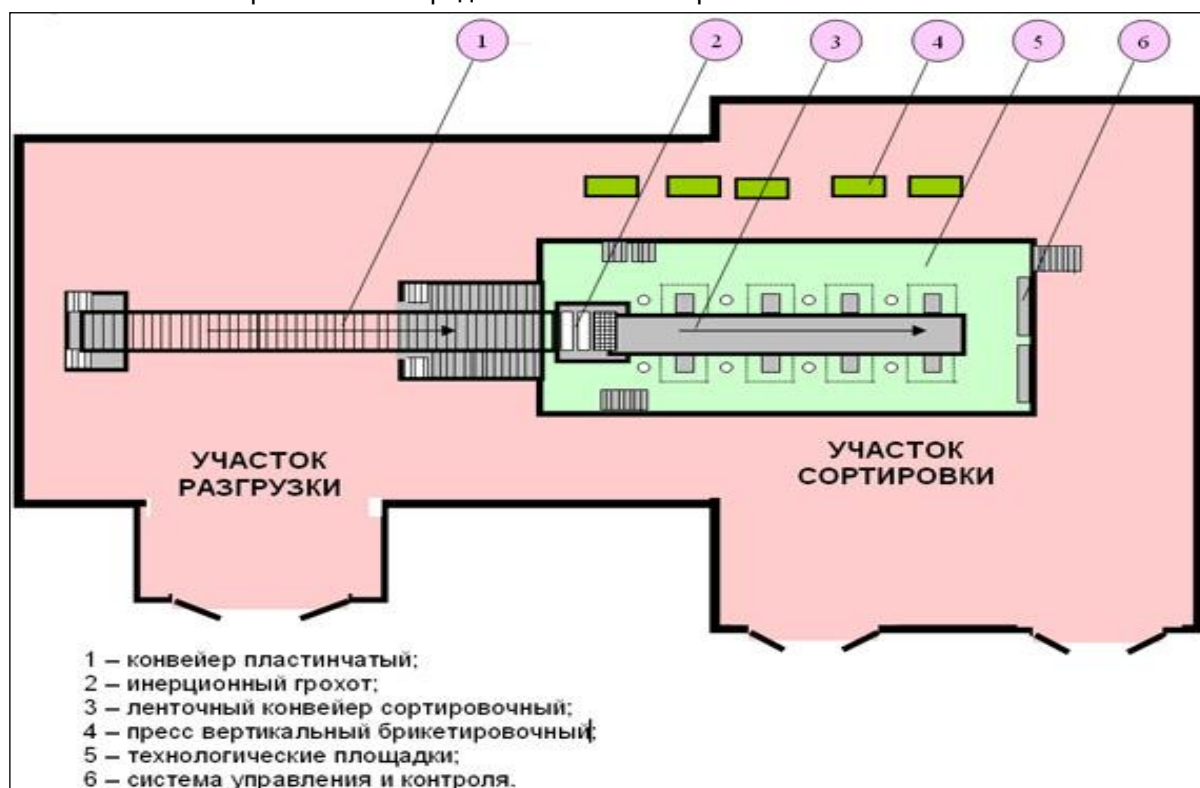 1
2
3
4
5
6
УЧАСТОК
РАЗГРУЗКИ
УЧАСТОК
СОРТИРОВКИ
1 – конвейер пластинчатый;
2 – инерционный грохот;
3 – ленточный конвейер сортировочный;
4 – пресс вертикальный брикетировочный;
5 – технологические площадки;
6 – система управления и контроля.